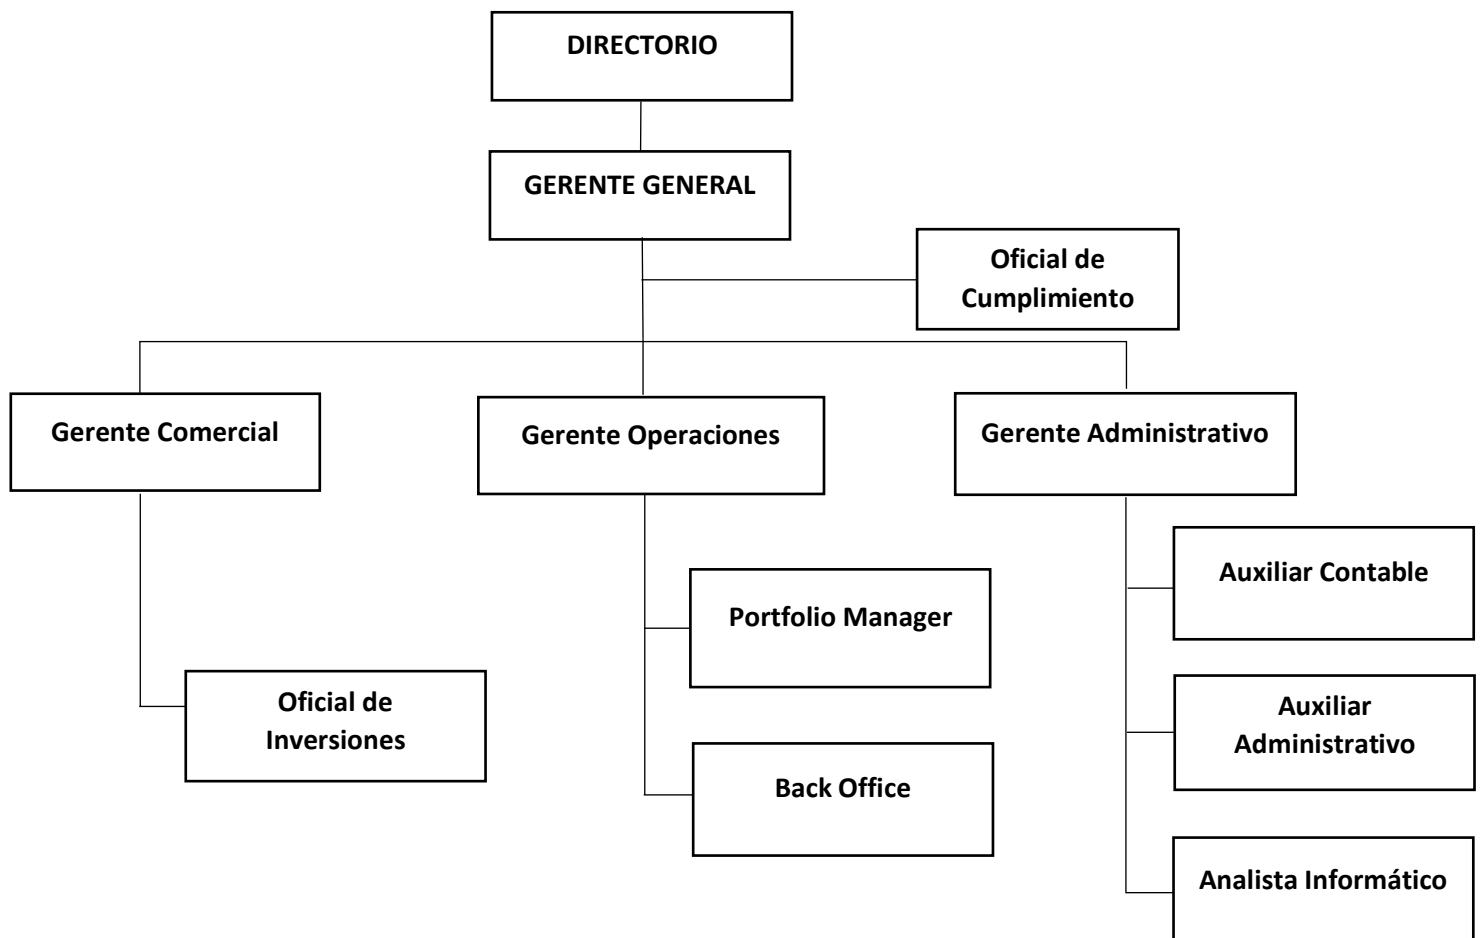 DIRECTORIO
GERENTE GENERAL
Oficial de
Cumplimiento
Gerente Comercial
Gerente Operaciones
Gerente Administrativo
Auxiliar Contable
Portfolio Manager
Oficial de
Inversiones
Auxiliar
Administrativo
Back Office
Analista Informático